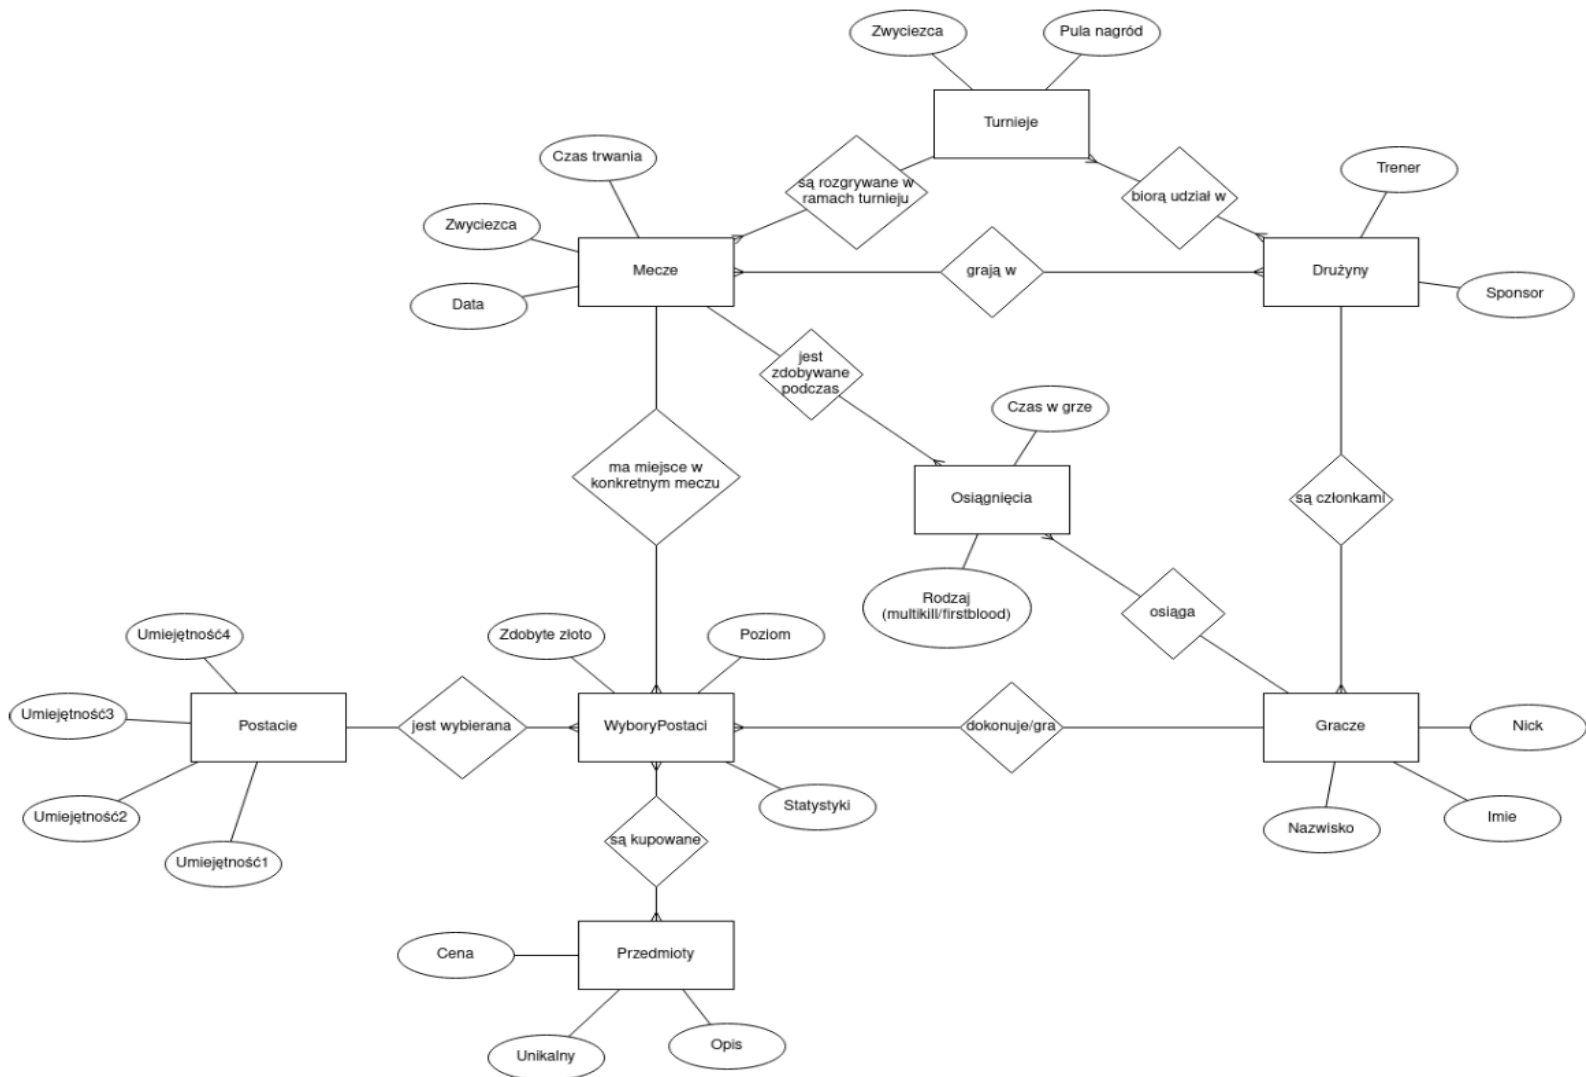 Zwyciezca
Pula nagród
Turnieje
Czas trwania
są rozgrywane w
ramach turnieju
biorą udział w
Trener
Zwyciezca
Mecze
grają w
Drużyny
Data
Sponsor
jest
zdobywane
podczas
Czas w grze
ma miejsce w
konkretnym meczu
Osiągnięcia
są członkami
Rodzaj
(multikill/firstblood)
osiąga
Umiejętność4
Zdobyte złoto
Poziom
Umiejętność3
Postacie
jest wybierana
WyboryPostaci
dokonuje/gra
Gracze
Nick
Umiejętność2
Statystyki
Imie
Nazwisko
Umiejętność1
są kupowane
Cena
Przedmioty
Unikalny
Opis